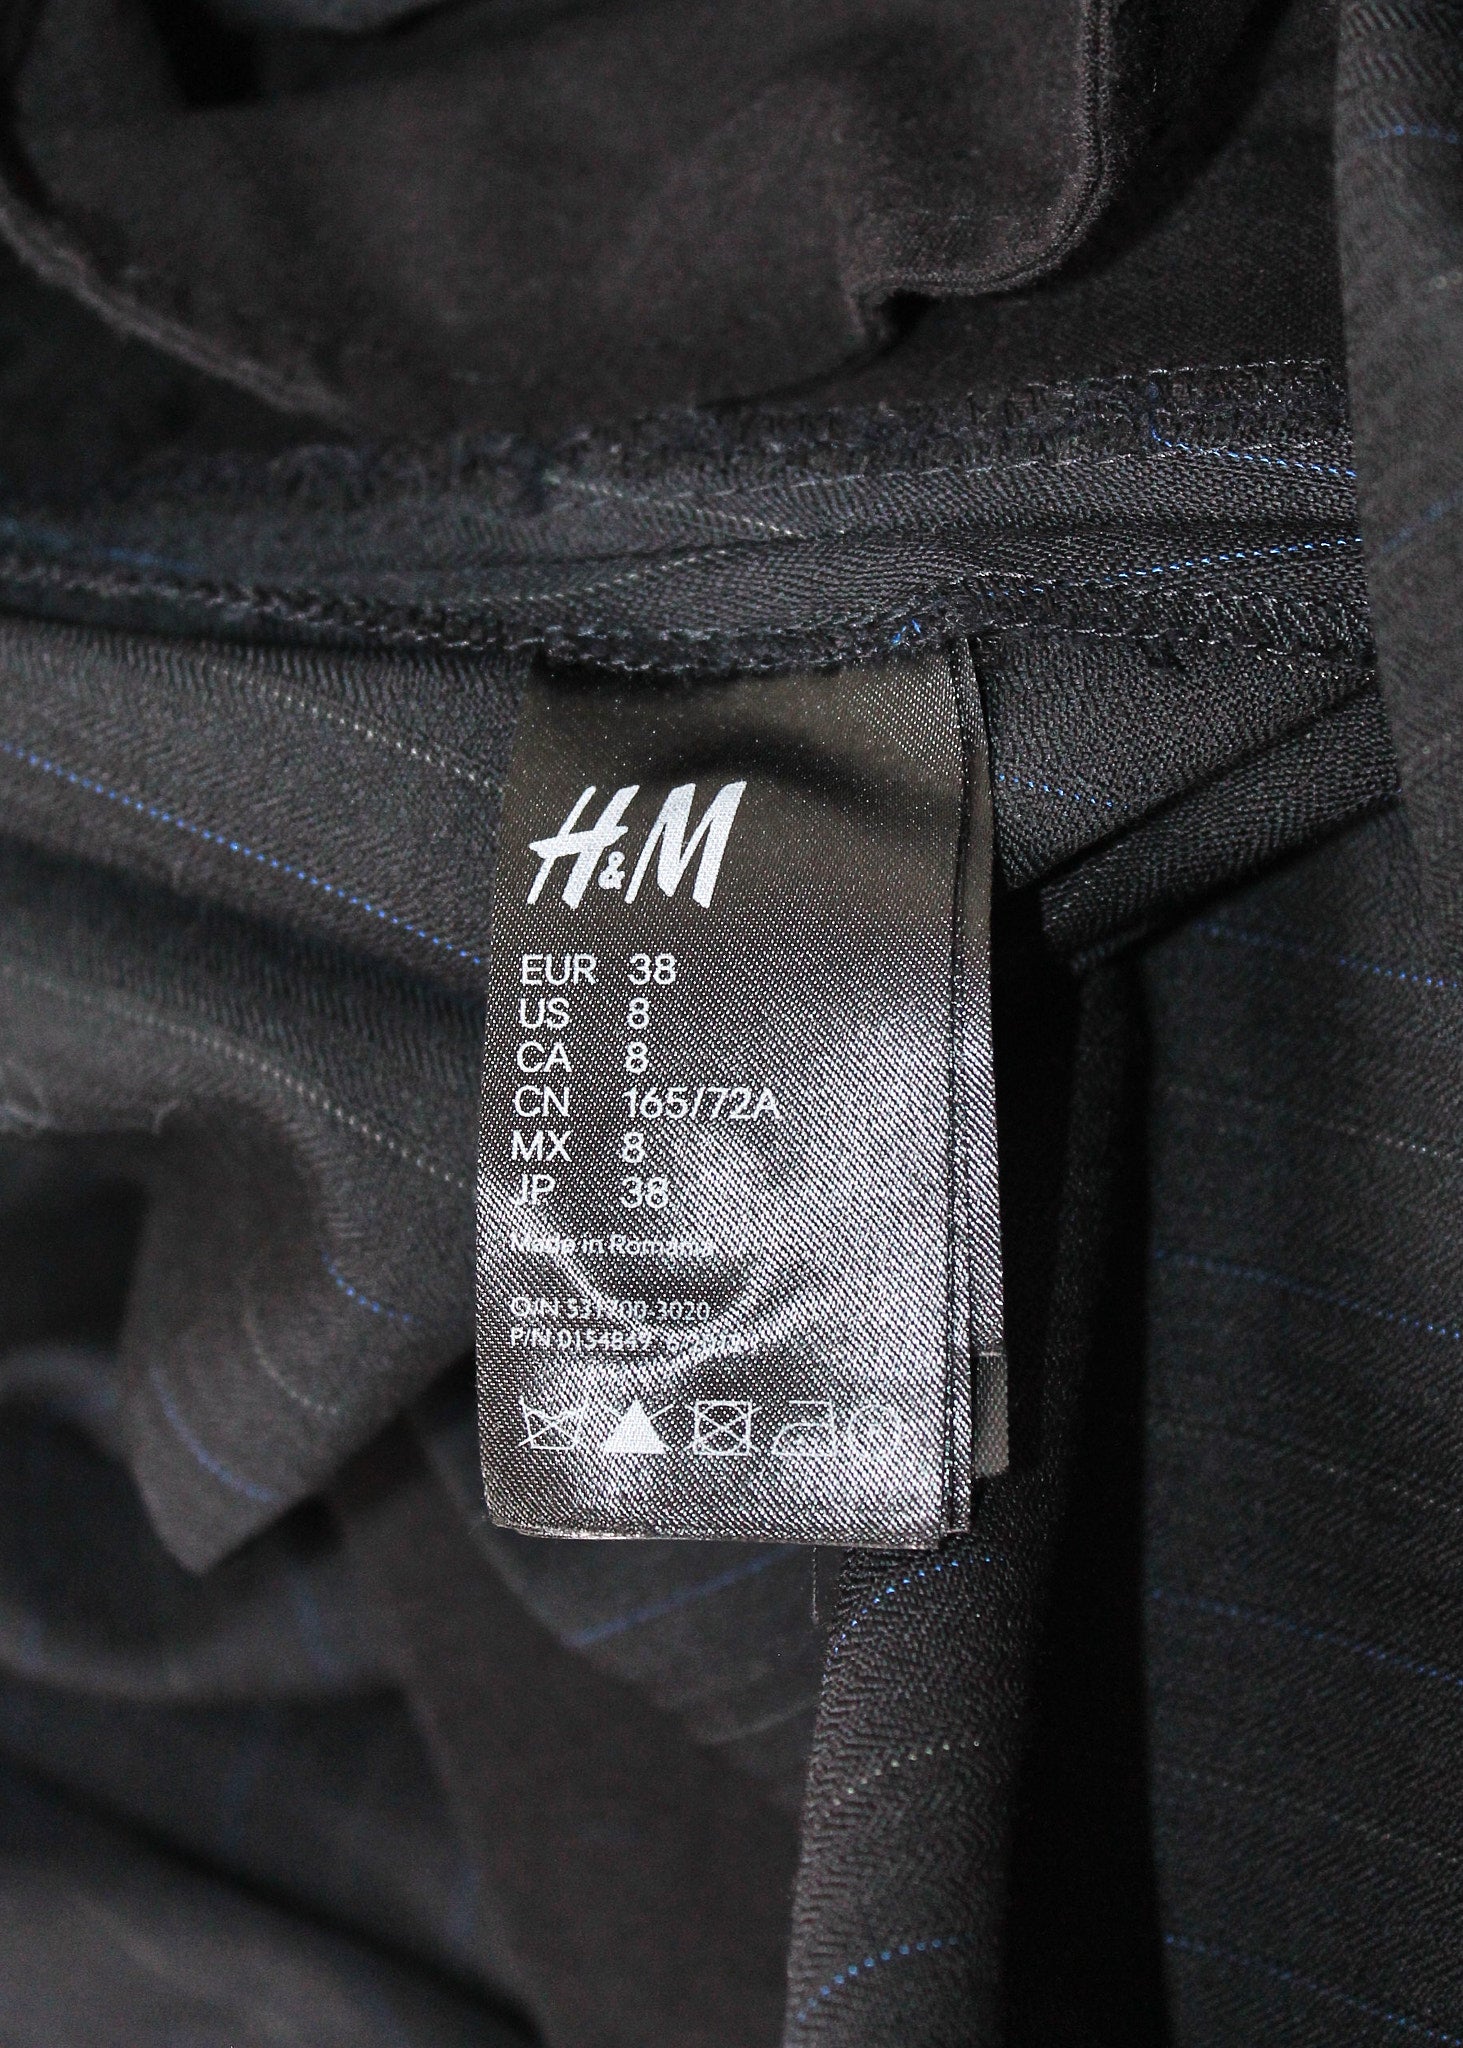 H&M
EUR 38
US 8
CA 8
CN 165/72A
MX 8
JP 38
Made in Romania
O/N
P/N